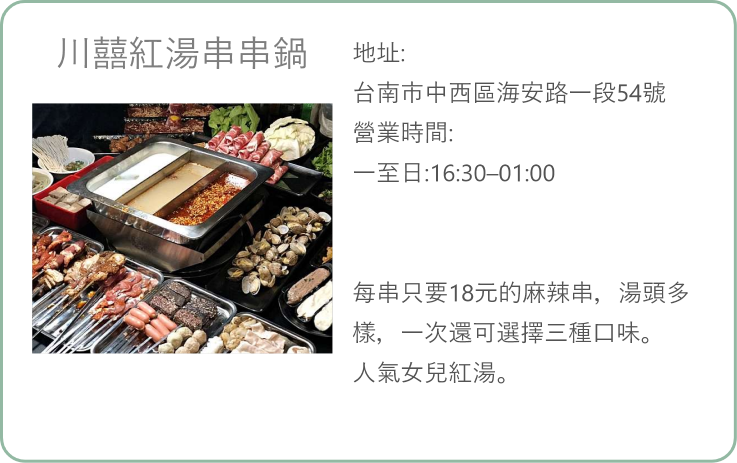 川囍紅湯串串鍋
地址:
台南市中西區海安路一段54號
營業時間:
一至日:16:30–01:00
每串只要18元的麻辣串，湯頭多
樣，一次還可選擇三種口味。
人氣女兒紅湯。